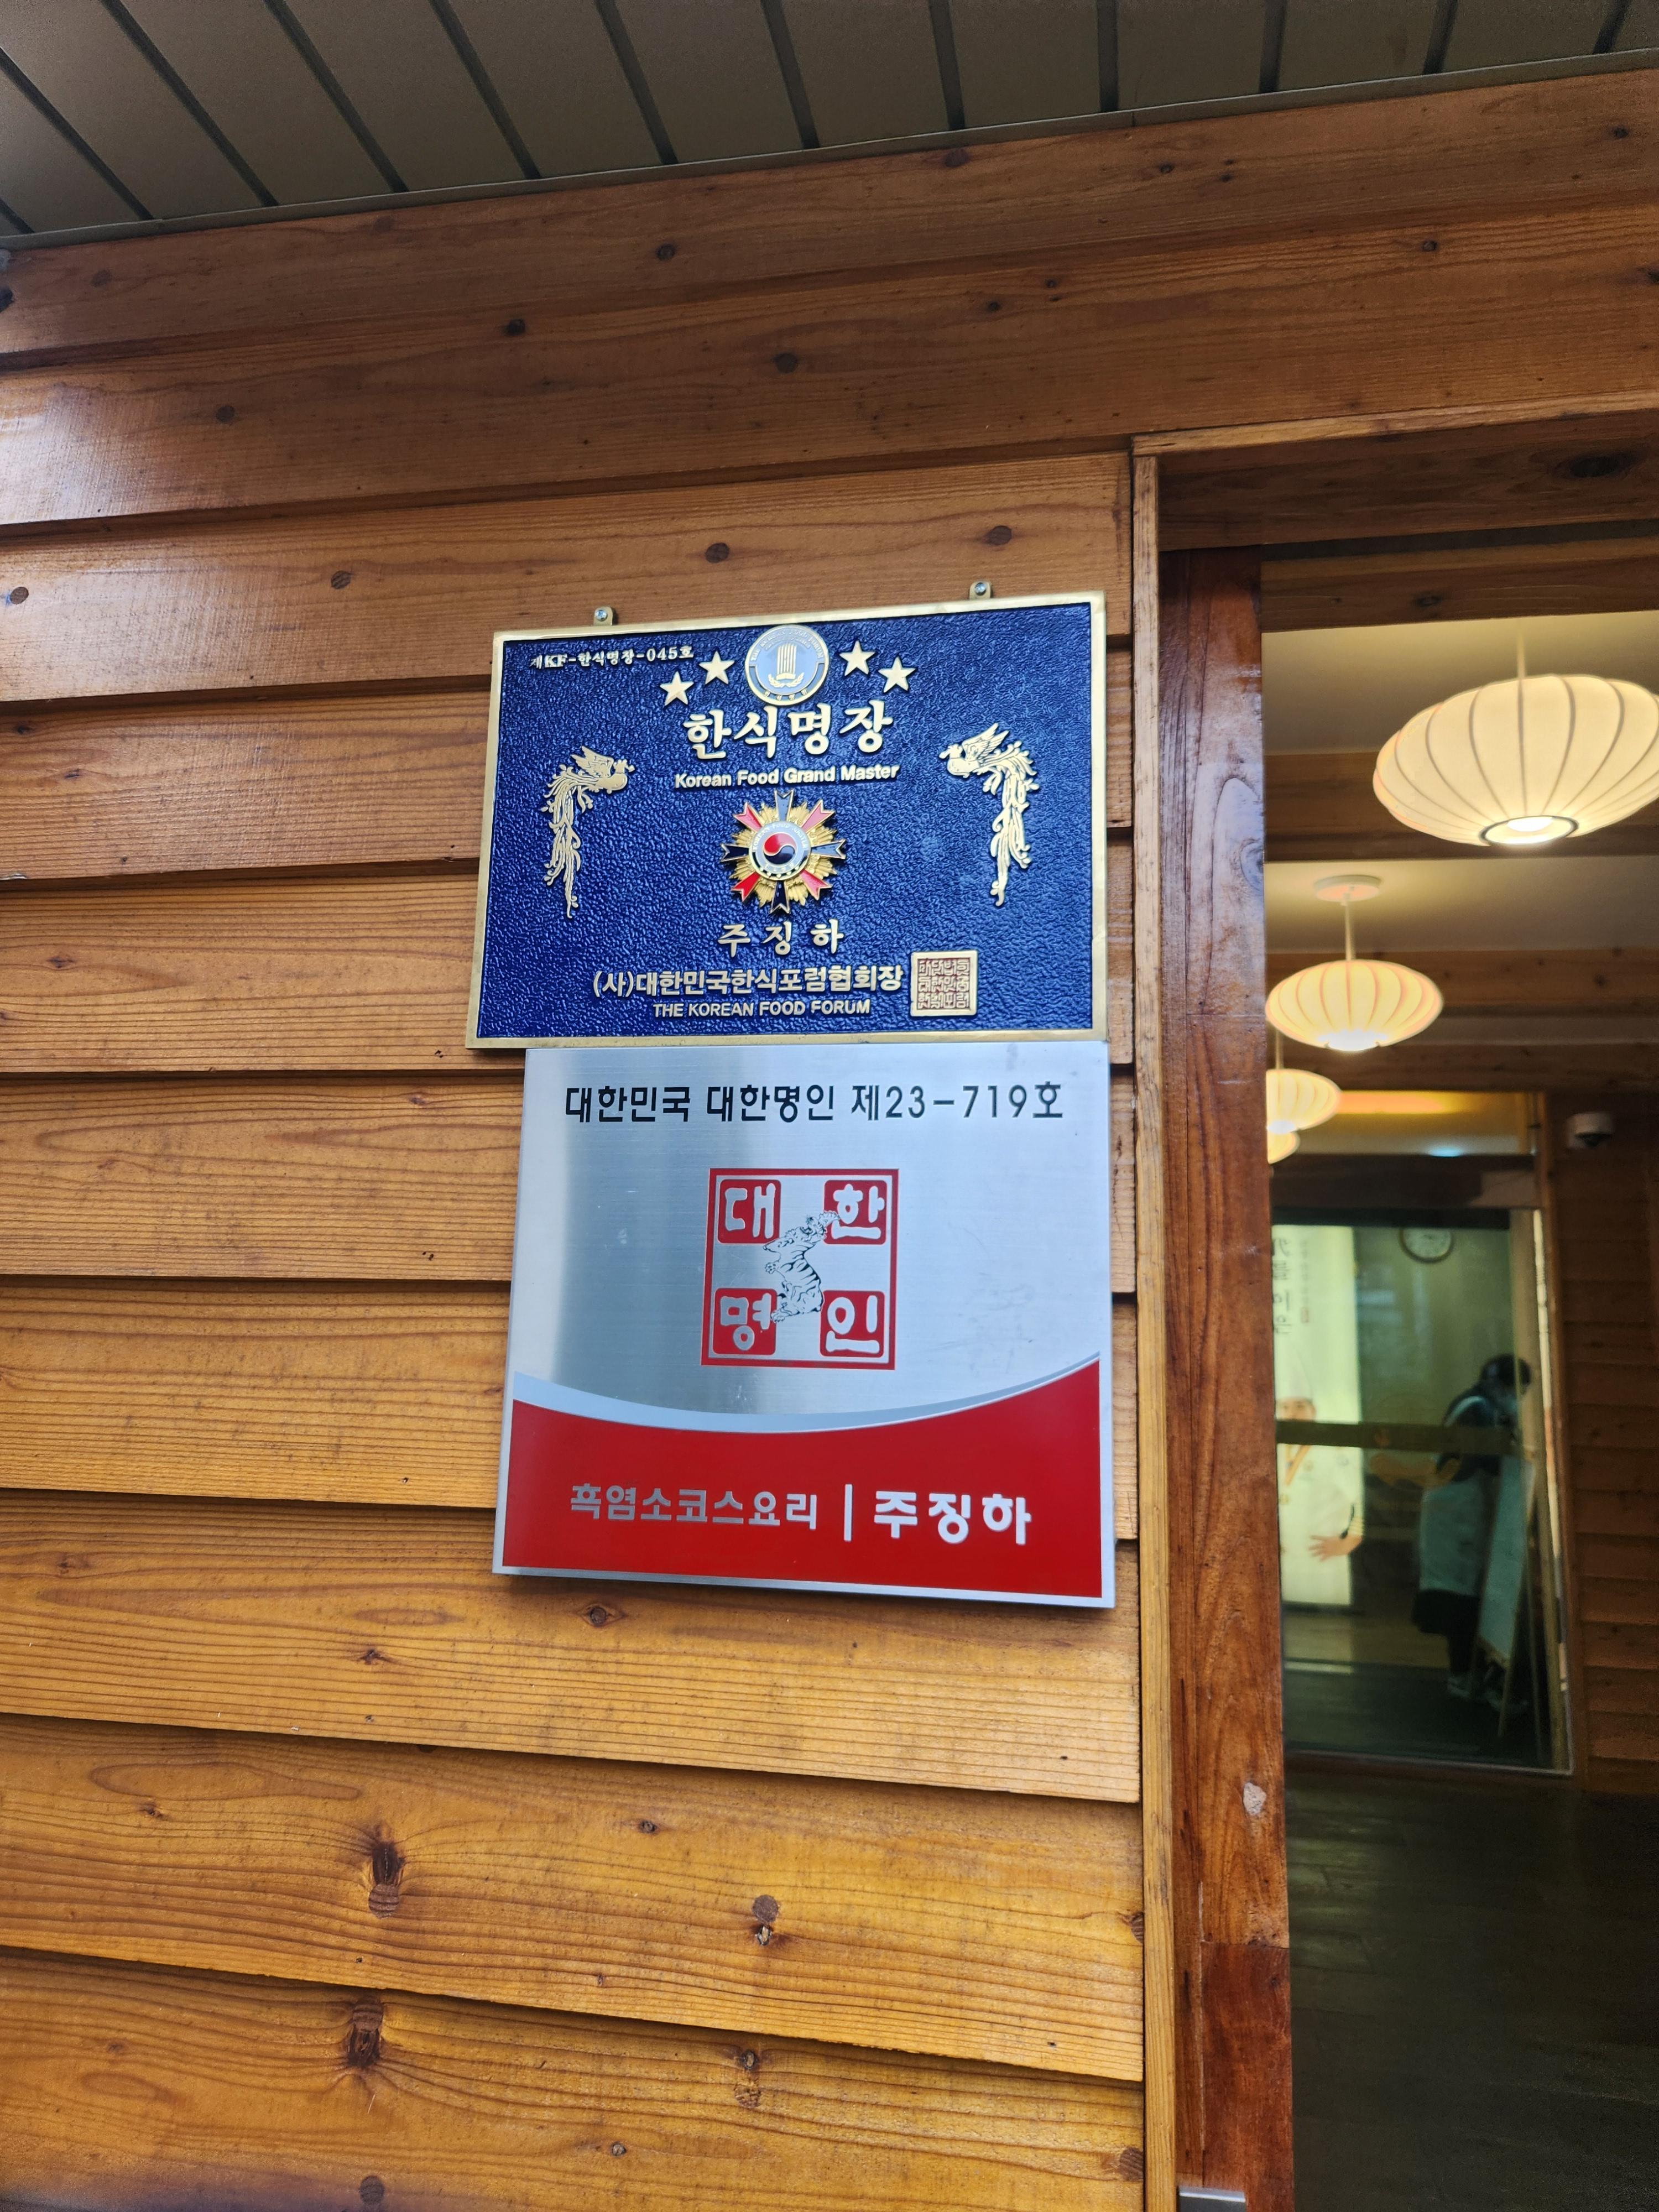 제KF-한식명장-045호
한식명장
Korean Food Grand Master
주징하
(사)대한민국한식포럼협회장
THE KOREAN FOOD FORUM
대한민국 대한명인 제23-719호
대한
명인
흑염소코스요리 | 주징하